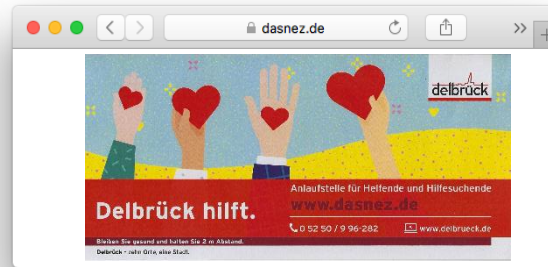 dasnez.de
delbrück
Anlaufstelle für Helfende und Hilfesuchende
www.dasnez.de
Delbrück hilft.
0 52 50 / 9 96-282 www.delbrueck.de
Bleiben Sie gesund und halten Sie 2 m Abstand.
Delbrück - zehn Orte, eine Stadt.